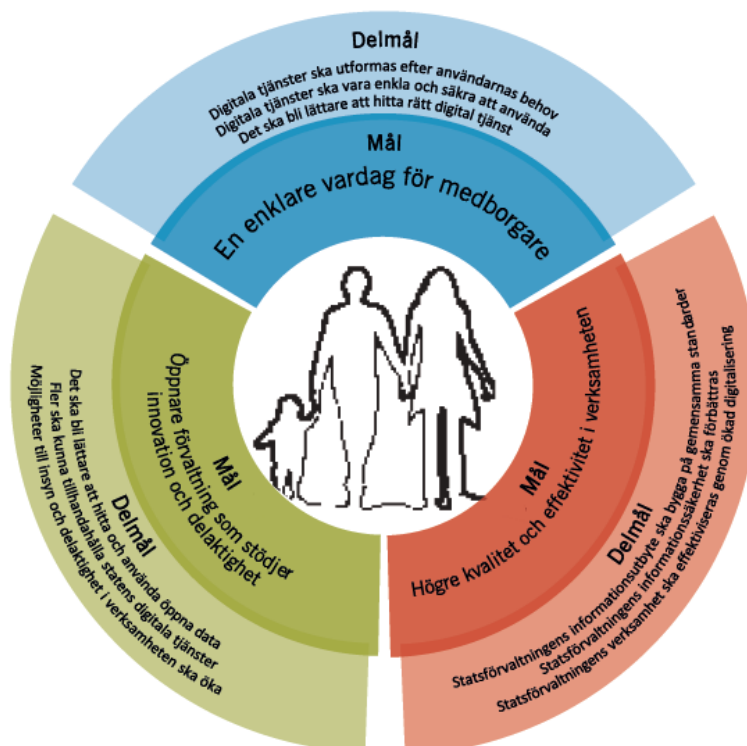 Delmål
Digitala tjänster ska utformas efter användarnas behov
Digitala tjänster ska vara enkla och säkra att använda
Det ska bli lättare att hitta rätt digital tjänst
Mål
En enklare vardag för medborgare
Mål
Högre kvalitet och effektivitet i verksamheten
Delmål
Statsförvaltningens informationsutbyte ska bygga på gemensamma standarder
Statsförvaltningens informationssäkerhet ska förbättras
Statsförvaltningens verksamhet ska effektiviseras genom ökad digitalisering
Mål
Öppnare förvaltning som stödjer
innovation och delaktighet
Delmål
Det ska bli lättare att hitta och använda öppna data
Fler ska kunna tillhandahålla statens digitala tjänster
Möjligheter till insyn och delaktighet i verksamheten ska öka